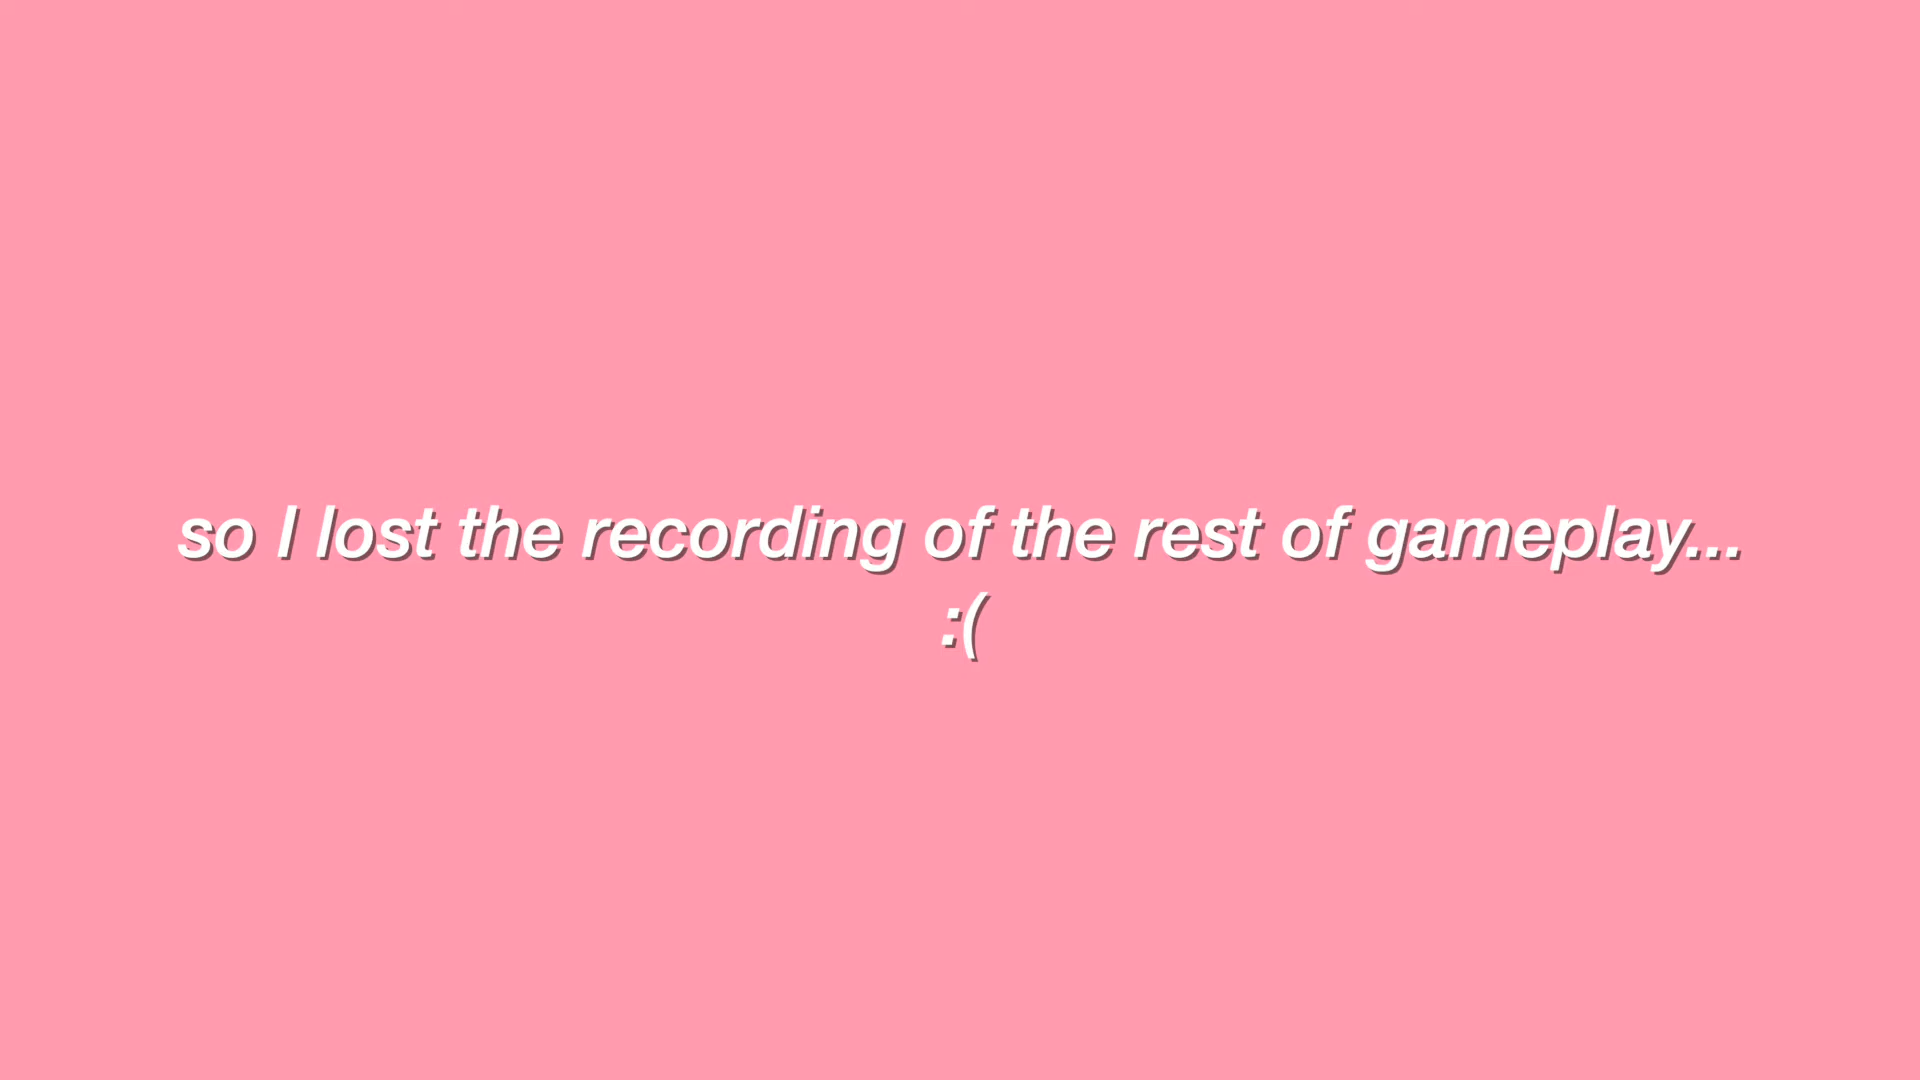 so I lost the recording of the rest of gameplay...
:(